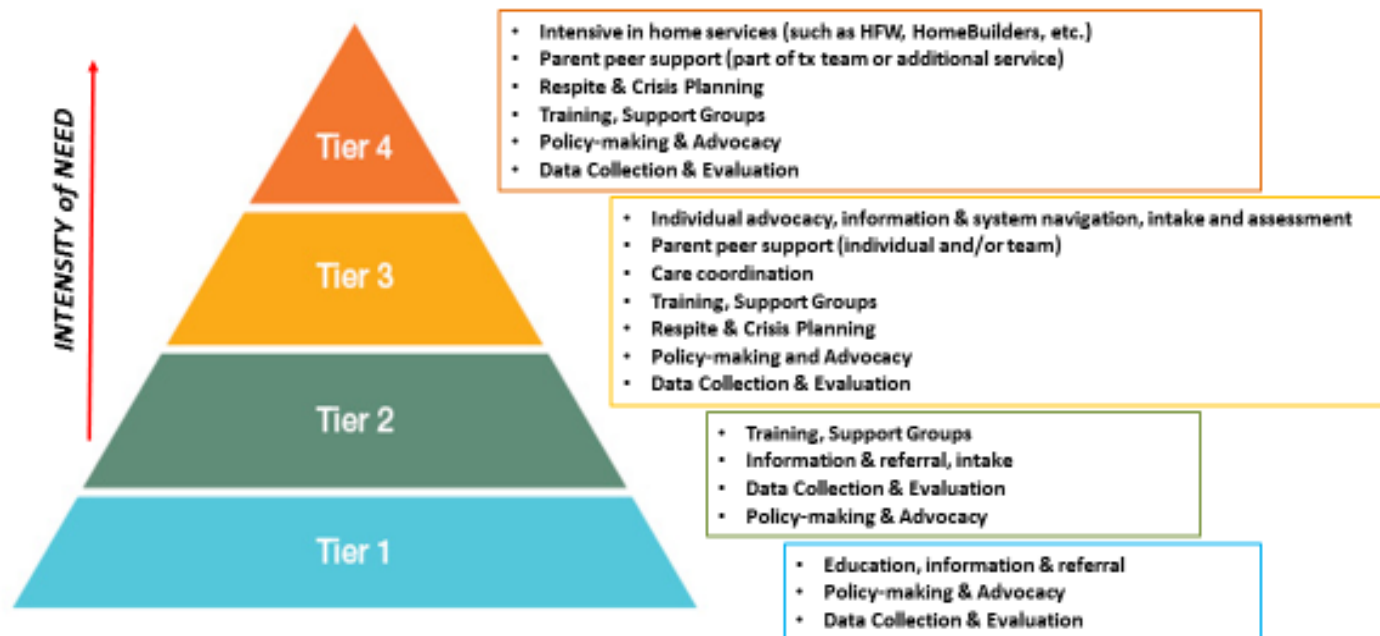 INTENSITY of NEED
Tier 4
• Intensive in home services (such as HFW, HomeBuilders, etc.)
• Parent peer support (part of tx team or additional service)
• Respite & Crisis Planning
• Training, Support Groups
• Policy-making & Advocacy
• Data Collection & Evaluation
Tier 3
• Individual advocacy, information & system navigation, intake and assessment
• Parent peer support (individual and/or team)
• Care coordination
• Training, Support Groups
• Respite & Crisis Planning
• Policy-making and Advocacy
• Data Collection & Evaluation
Tier 2
• Training, Support Groups
• Information & referral, intake
• Data Collection & Evaluation
• Policy-making & Advocacy
Tier 1
• Education, information & referral
• Policy-making & Advocacy
• Data Collection & Evaluation